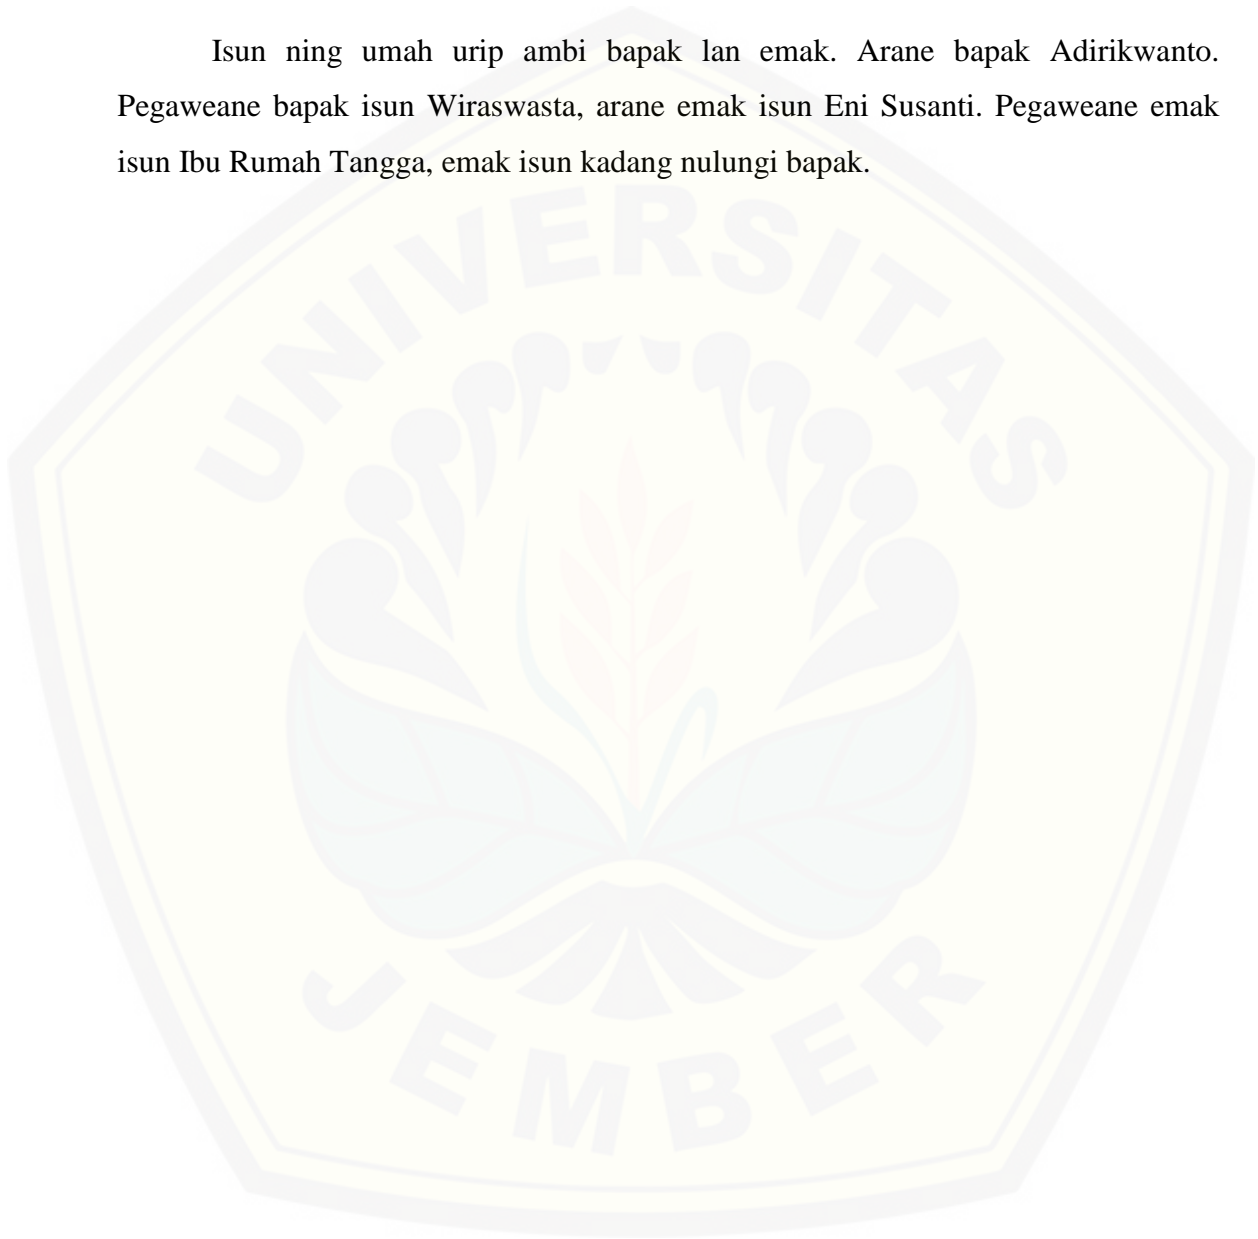 Isun ning umah urip ambi bapak lan emak. Arane bapak Adirikwanto.
Pegaweane bapak isun Wiraswasta, arane emak isun Eni Susanti. Pegaweane emak
isun Ibu Rumah Tangga, emak isun kadang nulungi bapak.
UNIVERSITAS
JEMBER